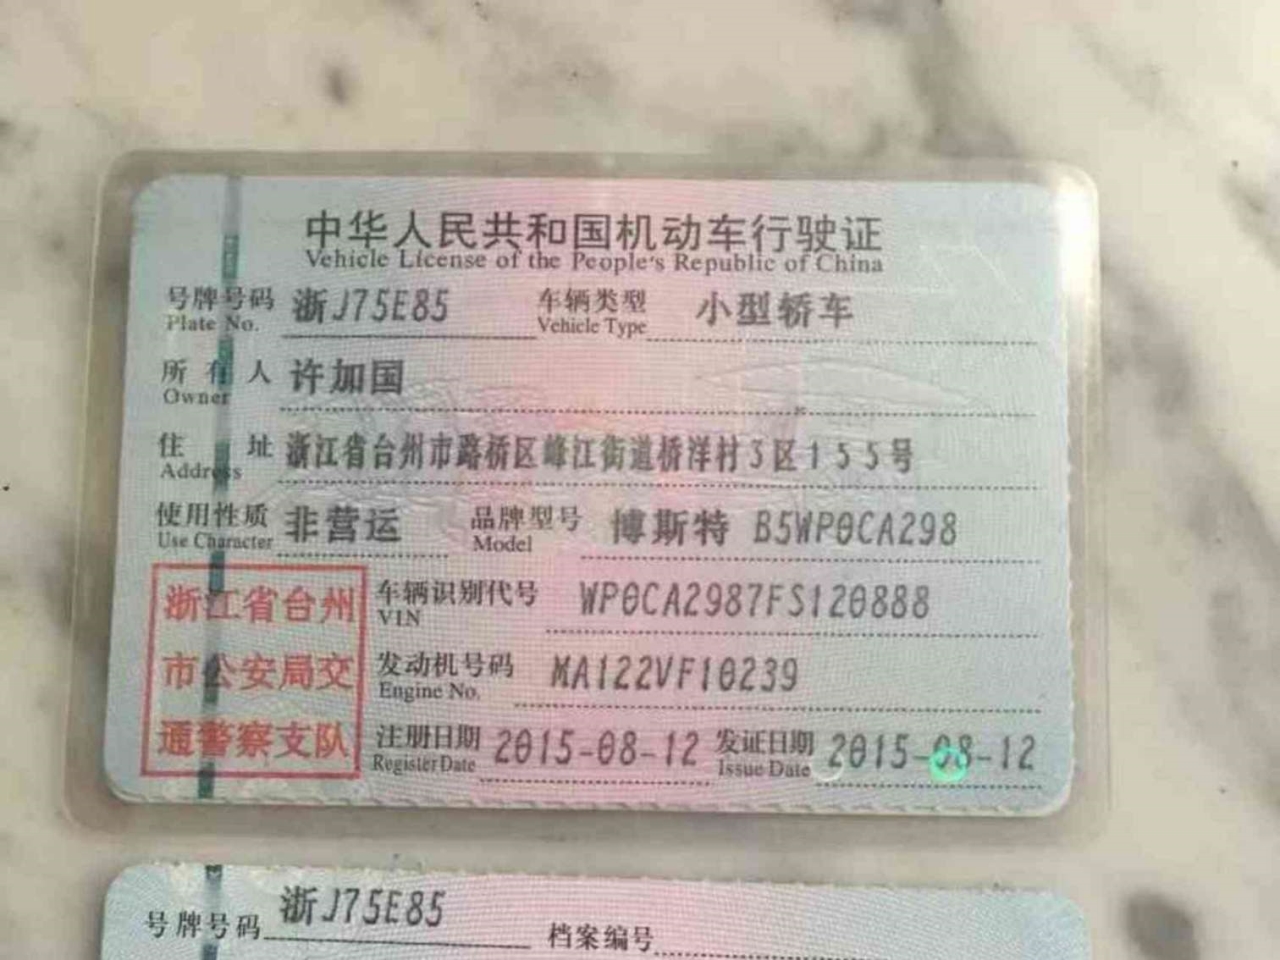 中华人民共和国机动车行驶证
Vehicle License of the People's Republic of China
号牌号码 浙J75E85 车辆类型 小型轿车
Plate No. Vehicle Type
所有人 许加国
Owner
住址 浙江省台州市路桥区峰江街道桥洋村3区155号
Address
使用性质 非营运 品牌型号 博斯特 B5WP0CA298
Use Character Model
浙江省台州
市公安局交
通警察支队
车辆识别代号 WP0CA2987FS120888
VIN
发动机号码 MA122VF10239
Engine No.
注册日期 2015-08-12 发证日期 2015-08-12
Register Date Issue Date
号牌号码 浙J75E85 档案编号